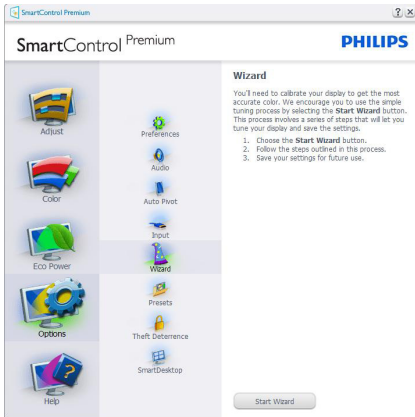 SmartControl Premium
SmartControl Premium
PHILIPS
Adjust
Color
Eco Power
Options
Help
Preferences
Audio
Auto Pivot
Input
Wizard
Presets
Theft Deterrence
SmartDesktop
Wizard
You'll need to calibrate your display to get the most
accurate color. We encourage you to use the simple
tuning process by selecting the Start Wizard button.
This process involves a series of steps that will let you
tune your display and save the settings.
1. Choose the Start Wizard button.
2. Follow the steps outlined in this process.
3. Save your settings for future use.
Start Wizard